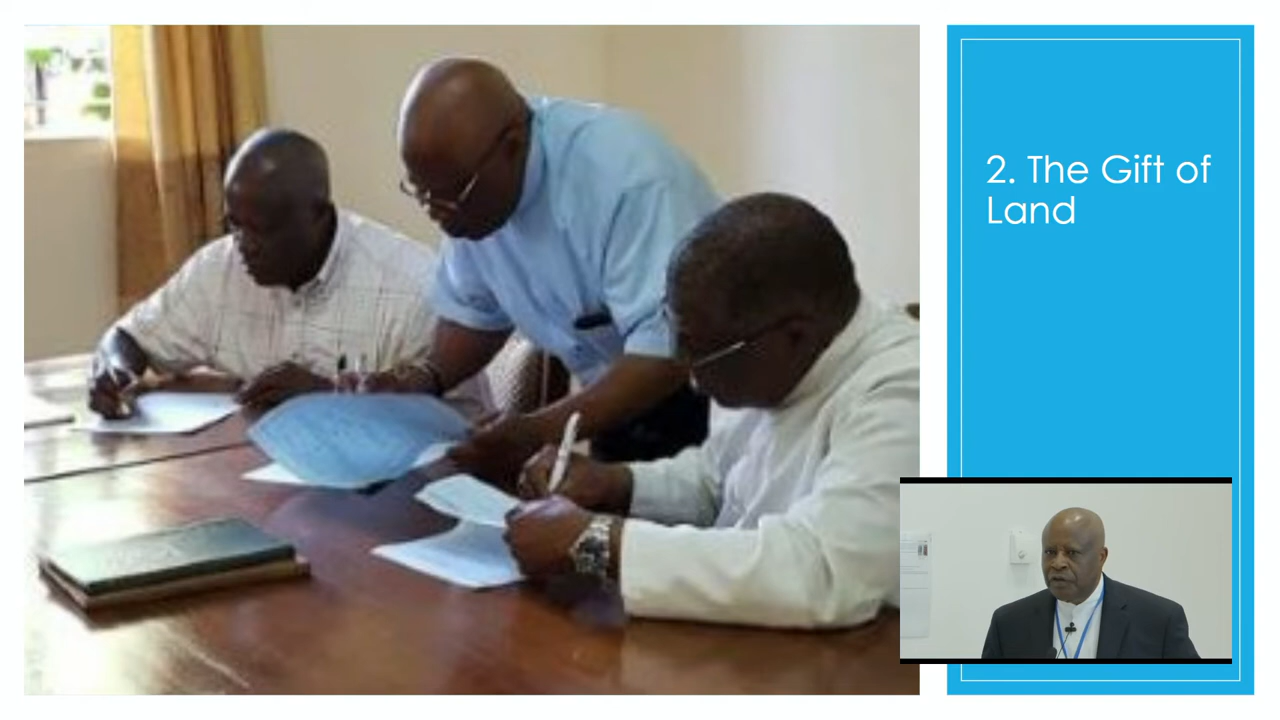 2. The Gift of
Land